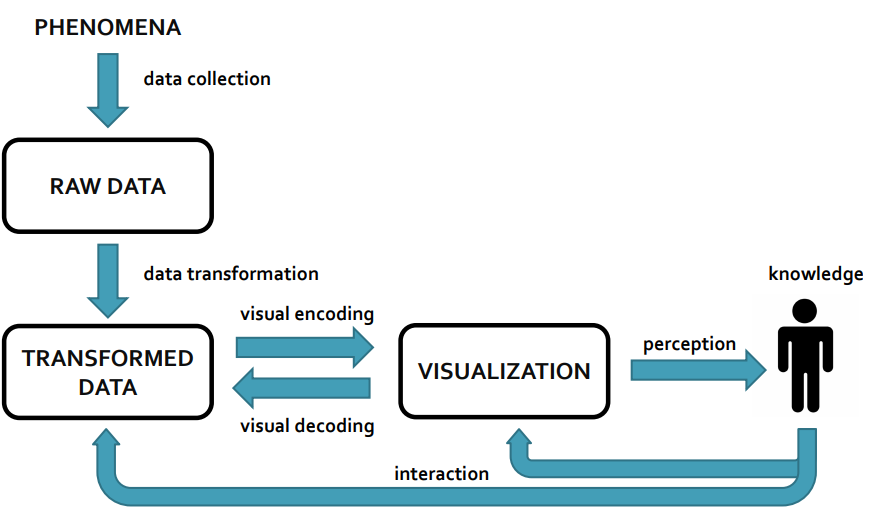 PHENOMENA
data collection
RAW DATA
data transformation
knowledge
visual encoding
TRANSFORMED
DATA
VISUALIZATION
perception
visual decoding
interaction